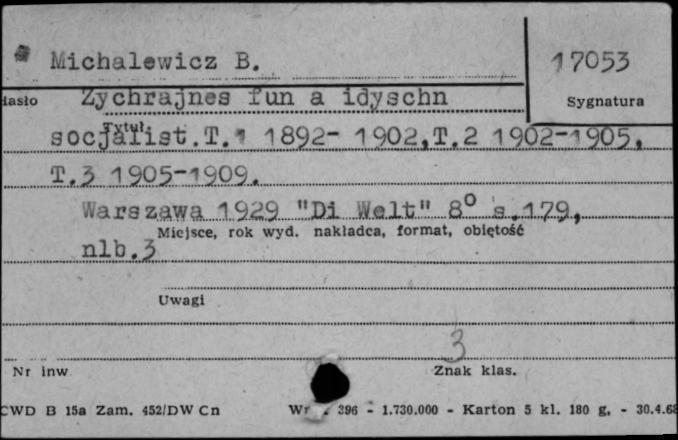 Michalewicz B.
17053
Hasło
Zychrajnes fun a idyschn
Sygnatura
Tytuł
socjalist.T.1 1892- 1902,T.2 1902-1905,
T.3 1905-1909.
Warszawa 1929 "Di Welt" 8° s.179,
Miejsce, rok wyd. nakładca, format, objętość
nlb.3
Uwagi
3
Nr inw
Znak klas.
CWD B 15a Zam. 452/DW Cn
396 - 1.730.000 - Karton 5 kl. 180 g. - 30.4.68